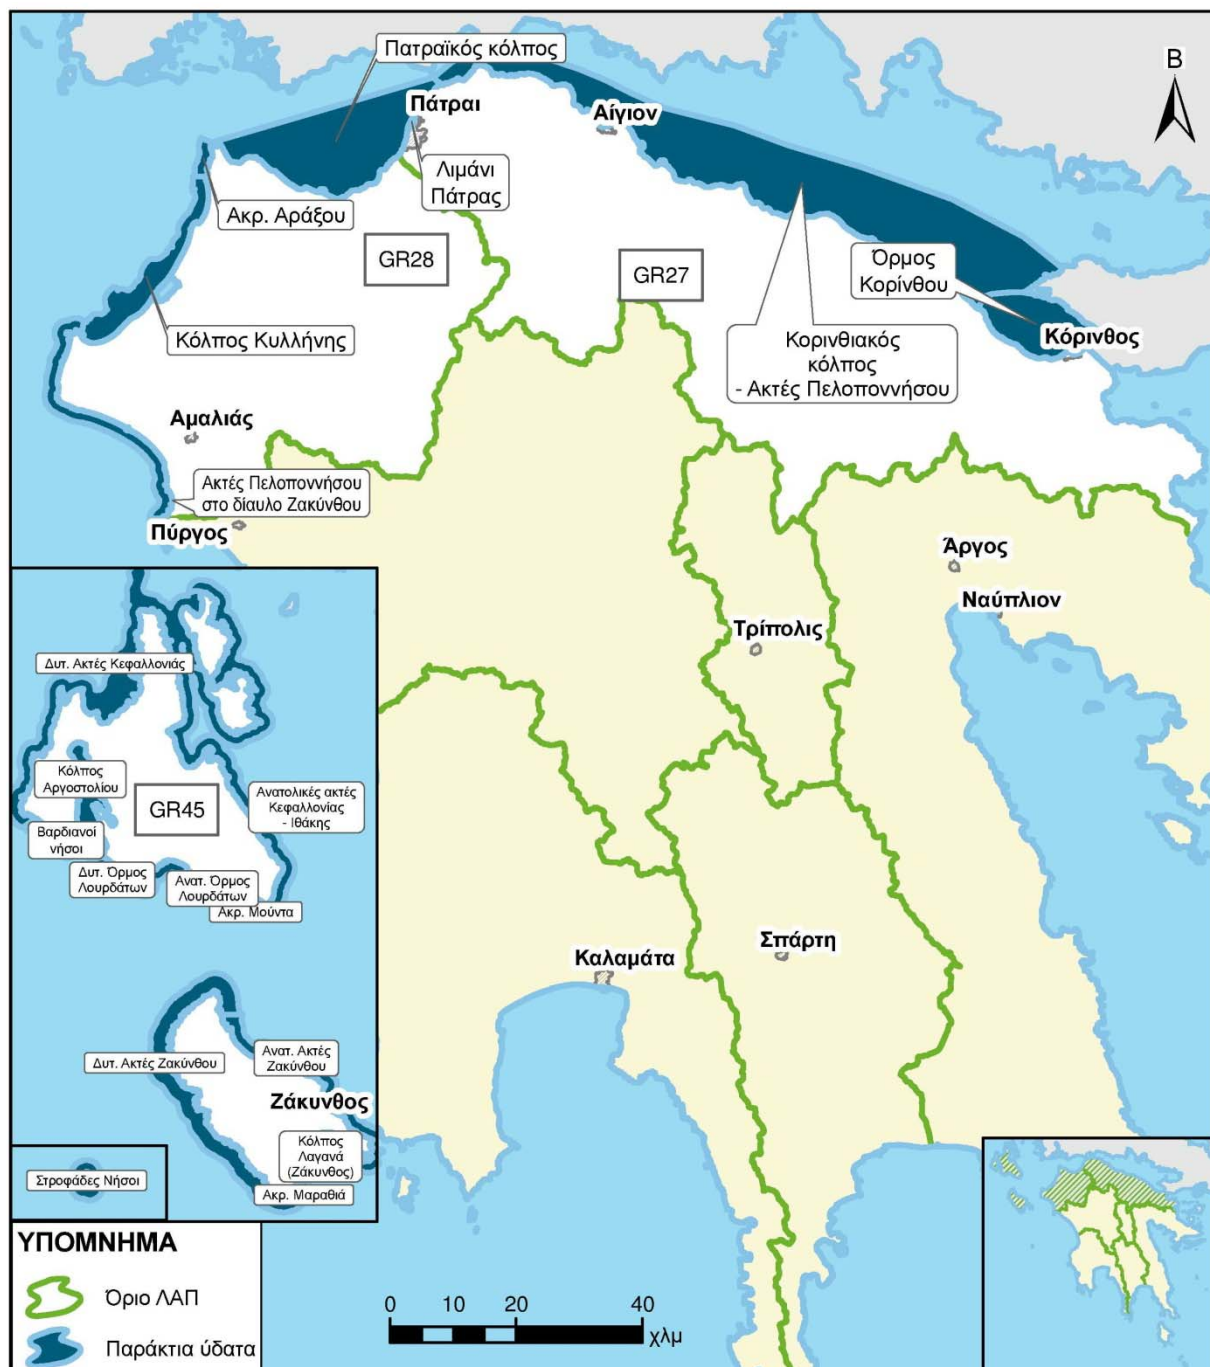 Πατραϊκός κόλπος
B
Πάτραι
Αίγιον
Λιμάνι
Πάτρας
Ακρ. Αράξου
GR28
GR27
Όρμος
Κορίνθου
Κόλπος Κυλλήνης
Κορινθιακός
κόλπος
- Ακτές Πελοποννήσου
Κόρινθος
Αμαλιάς
Ακτές Πελοποννήσου
στο δίαυλο Ζακύνθου
Πύργος
Άργος
Ναύπλιον
Τρίπολις
Δυτ. Ακτές Κεφαλλονιάς
Κόλπος
Αργοστολίου
GR45
Ανατολικές ακτές
Κεφαλλονίας
- Ιθάκης
Βαρδιανοί
νήσοι
Δυτ. Όρμος
Λουρδάτων
Ανατ. Όρμος
Λουρδάτων
Ακρ. Μούντα
Σπάρτη
Καλαμάτα
Δυτ. Ακτές Ζακύνθου
Ανατ. Ακτές
Ζακύνθου
Ζάκυνθος
Κόλπος
Λαγανά
(Ζάκυνθος)
Στροφάδες Νήσοι
Ακρ. Μαραθιά
ΥΠΟΜΝΗΜΑ
Όριο ΛΑΠ
Παράκτια ύδατα
0 10 20 40
χλμ